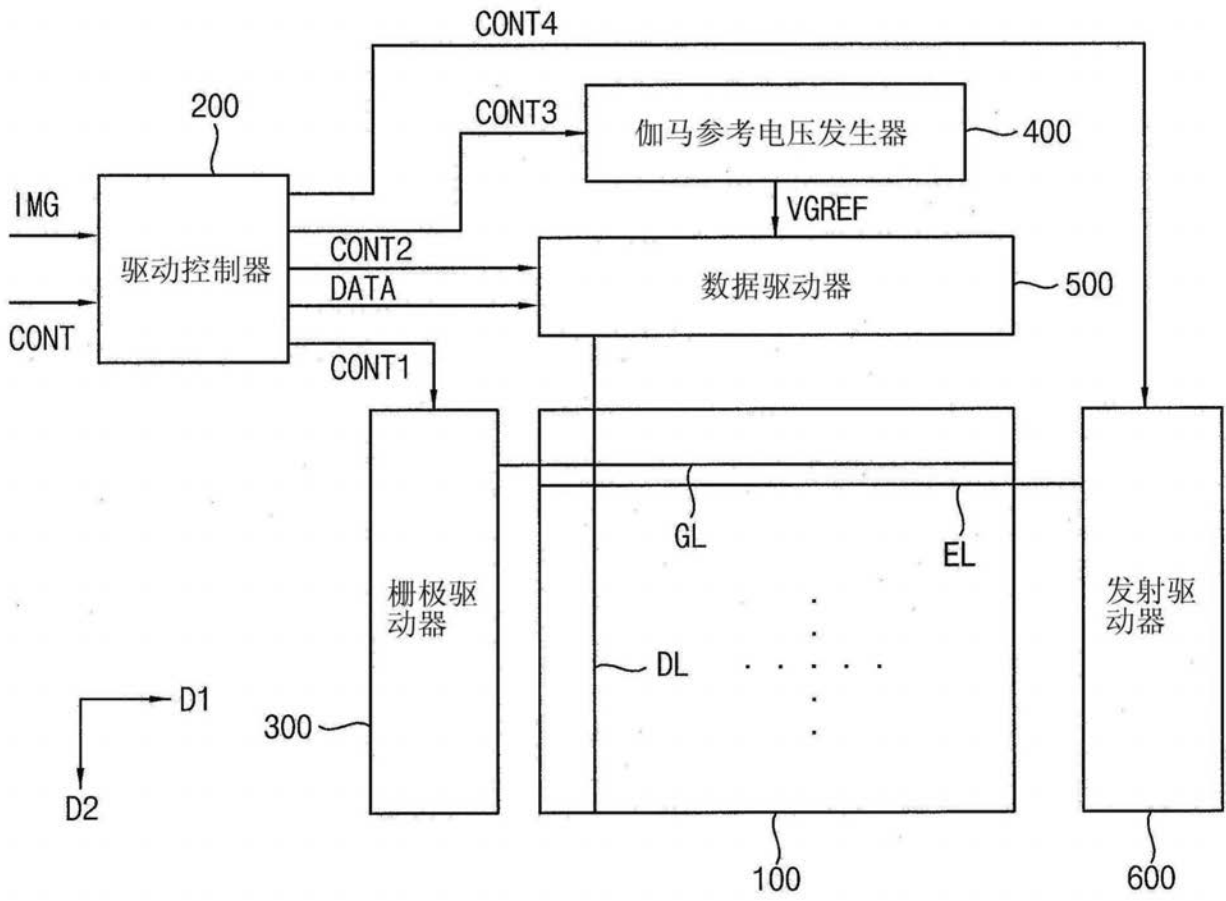 CONT4
200
CONT3
伽马参考电压发生器
400
IMG
VGREF
驱动控制器
CONT2
数据驱动器
500
DATA
CONT
CONT1
GL
EL
栅极驱
动器
发射驱
动器
DL
D1
300
D2
100
600